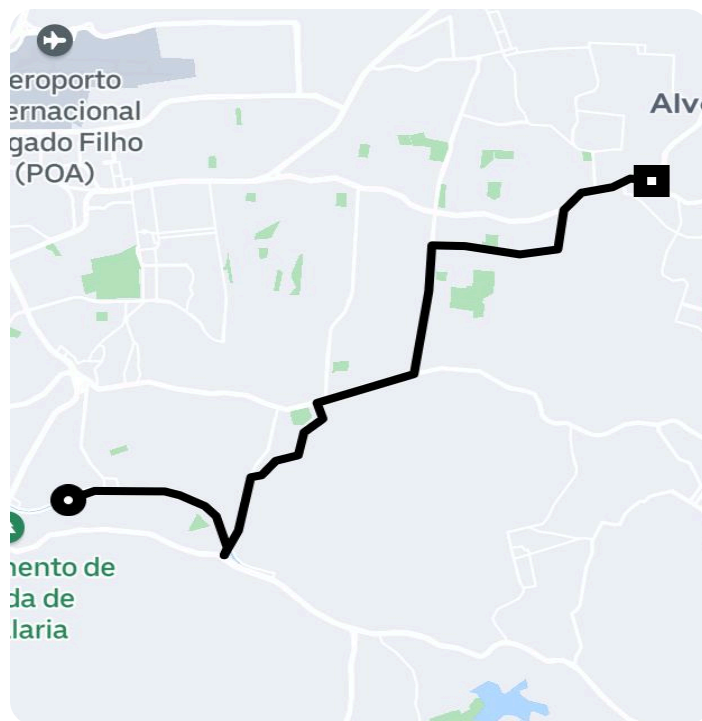 eroporto
ernacional
gado Filho
(POA)
Alv
mento de
da de
laria